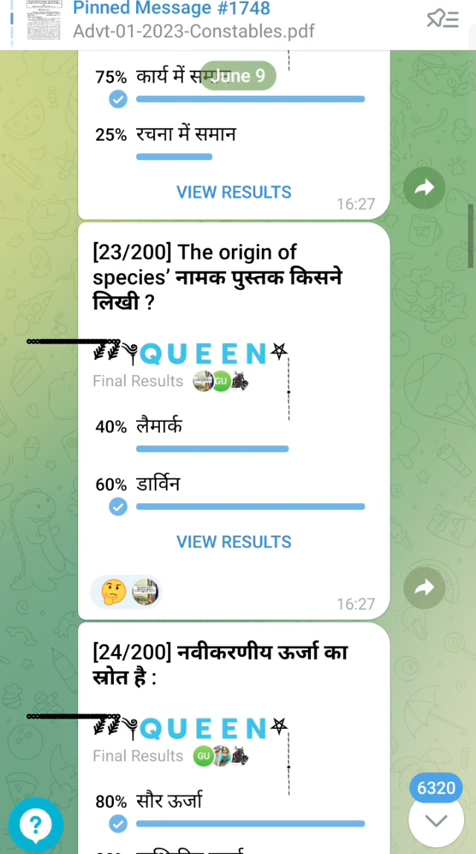 Pinned Message #1748
Advt-01-2023-Constables.pdf
June 9
75% कार्य में
25% रचना में समान
VIEW RESULTS
16:27
[23/200] The origin of
species’ नामक पुस्तक किसने
लिखी ?
QUEEN
Final Results GU
40% लैमार्क
60% डार्विन
VIEW RESULTS
16:27
[24/200] नवीकरणीय ऊर्जा का
स्रोत है :
QUEEN
Final Results GU
80% सौर ऊर्जा
6320